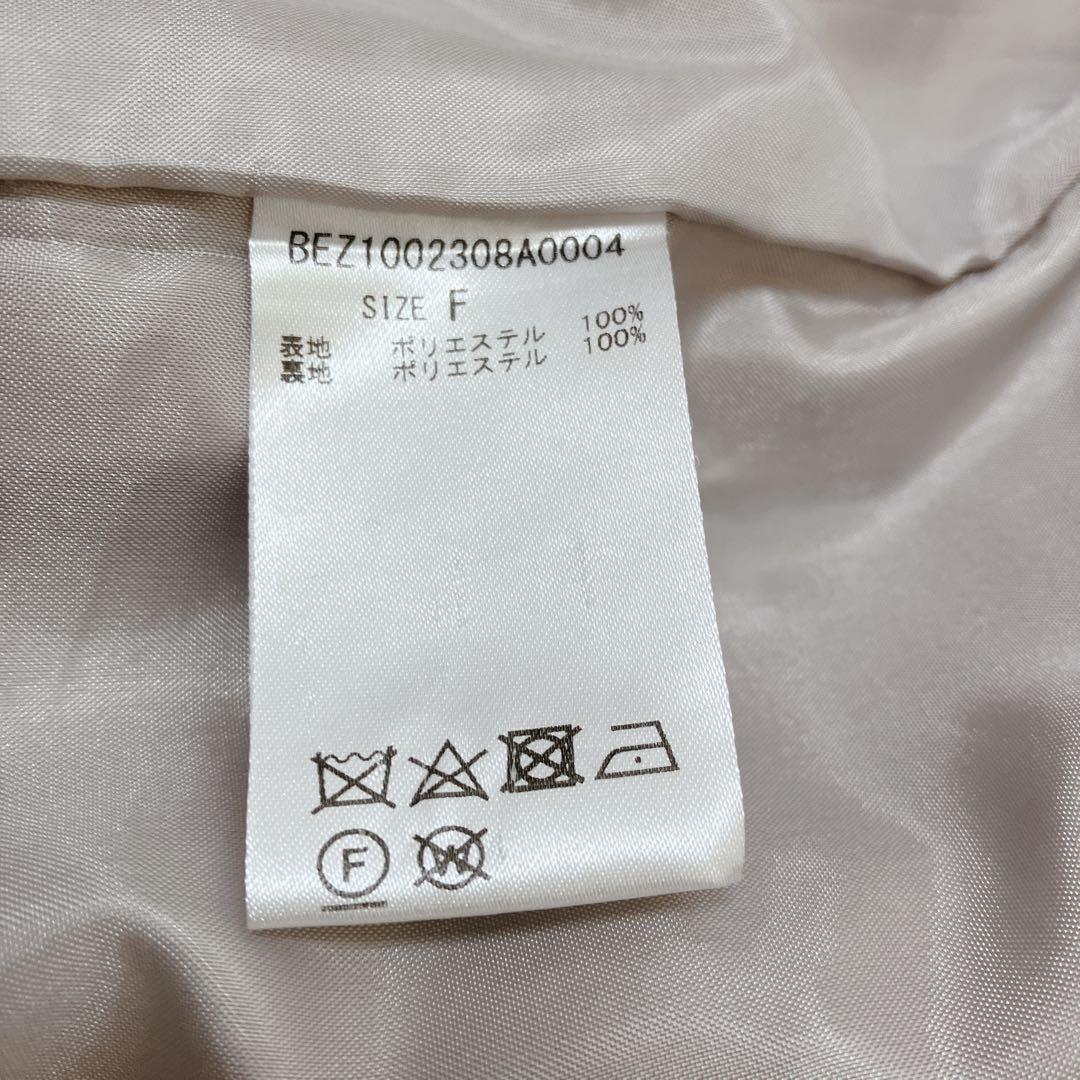 BEZ1002308A0004
SIZE F
表地 ポリエステル 100%
裏地 ポリエステル 100%
F
W